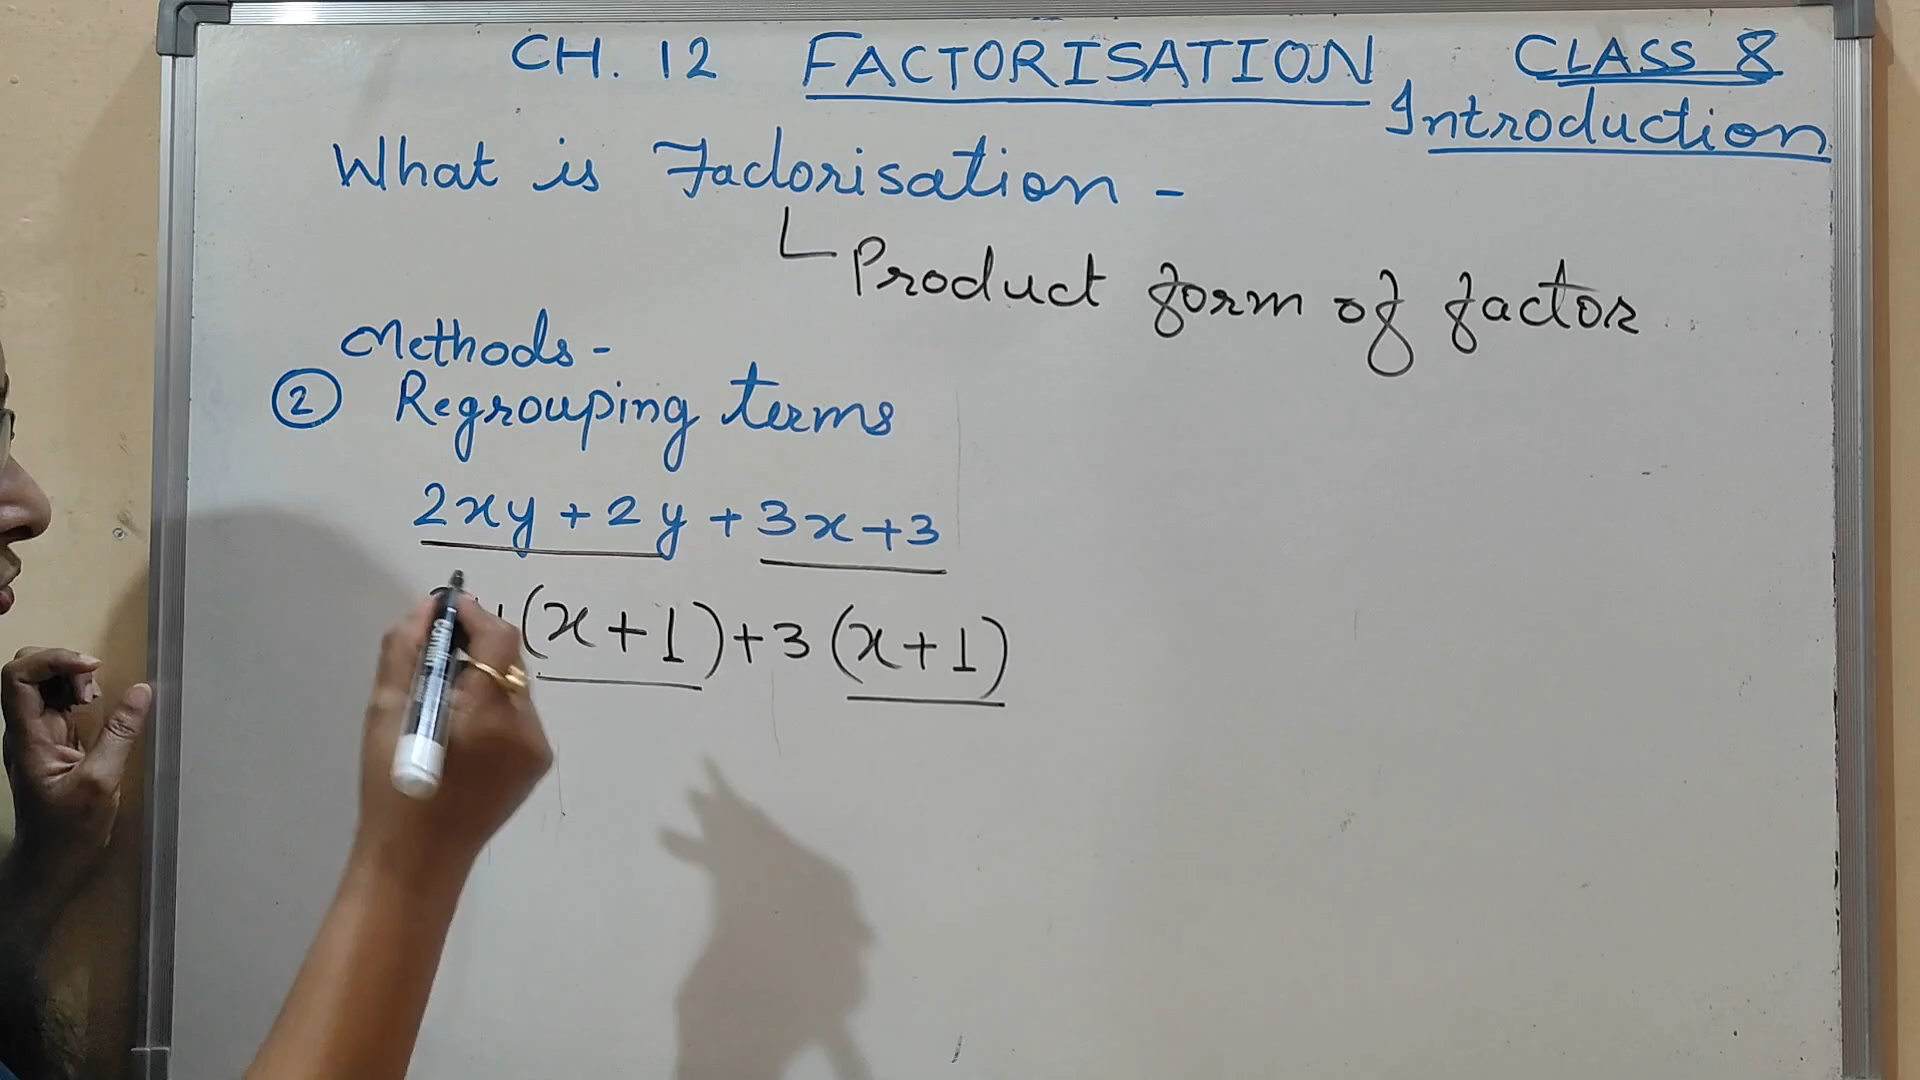 CH. 12 FACTORISATION CLASS 8
Introduction
What is Factorisation -
Product form of factor
Methods -
② Regrouping terms
2xy + 2y + 3x + 3
(x + 1) + 3 (x + 1)